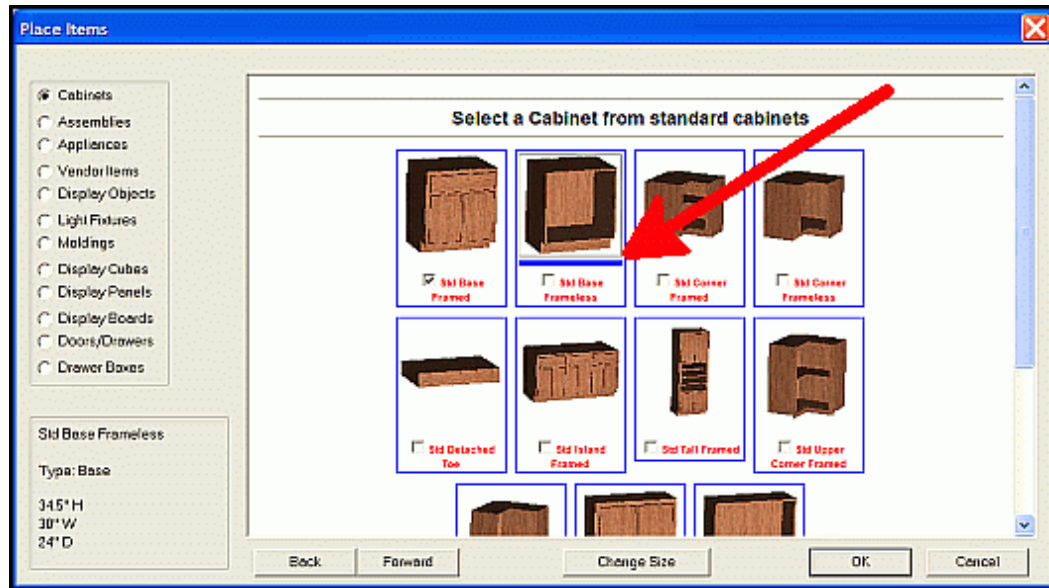 Place Items
Cabinets
Assemblies
Appliances
Vendor Items
Display Objects
Light Fixtures
Moldings
Display Cubes
Display Panels
Display Boards
Doors/Drawers
Drawer Boxes
Std Base Frameless
Type: Base
34.5" H
30" W
24" D
Select a Cabinet from standard cabinets
Std Base
Framed
Std Base
Frameless
Std Corner
Framed
Std Corner
Frameless
Std Detached
Toe
Std Island
Framed
Std Tall Framed
Std Upper
Corner Framed
Back
Forward
Change Size
OK
Cancel